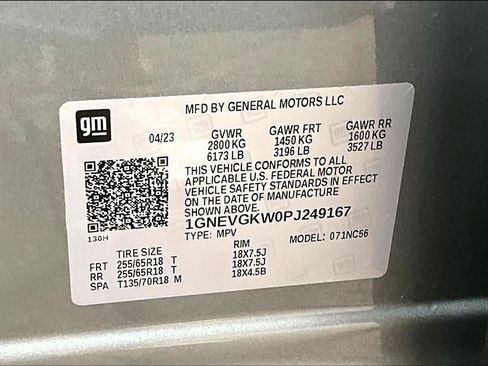 gm
MFD BY GENERAL MOTORS LLC
04/23 GVWR GAWR FRT GAWR RR
2800 KG 1450 KG 1600 KG
6173 LB 3196 LB 3527 LB
THIS VEHICLE CONFORMS TO ALL
APPLICABLE U.S. FEDERAL MOTOR
VEHICLE SAFETY STANDARDS IN EFFECT
ON THE DATE OF MANUFACTURE
SHOWN ABOVE.
1GNEVGKW0PJ249167
130H TYPE: MPV MODEL: 071NC56
TIRE SIZE RIM
FRT 255/65R18 T 18X7.5J
RR 255/65R18 T 18X7.5J
SPA T135/70R18 M 18X4.5B